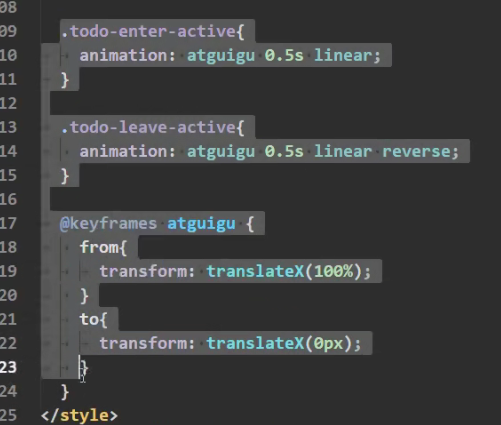 08
09 .todo-enter-active{
10 animation: atguigu 0.5s linear;
11 }
12
13 .todo-leave-active{
14 animation: atguigu 0.5s linear reverse;
15 }
16
17 @keyframes atguigu {
18 from{
19 transform: translateX(100%);
20 }
21 to{
22 transform: translateX(0px);
23 }
24 }
25 </style>